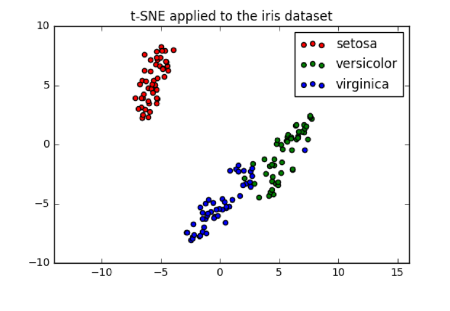 t-SNE applied to the iris dataset
setosa
versicolor
virginica
10
5
0
−5
−10
−10
−5
0
5
10
15